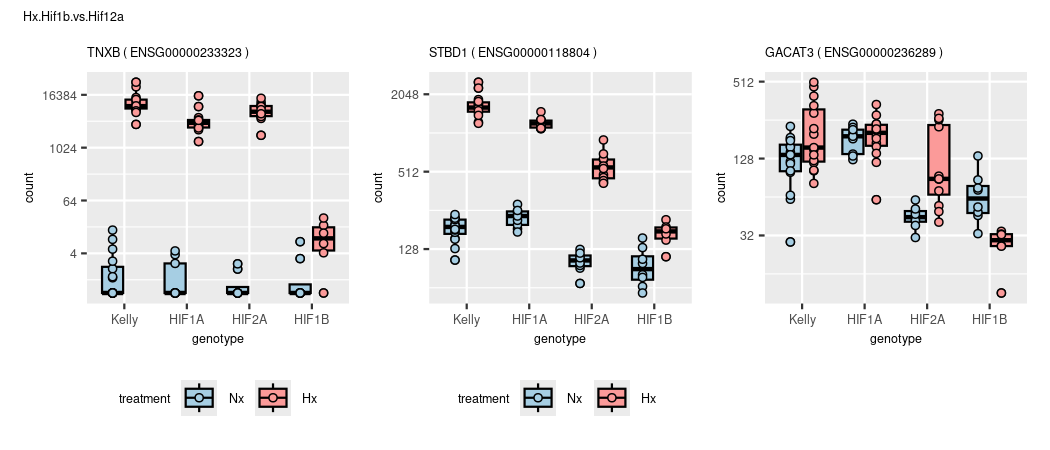 Hx.Hif1b.vs.Hif12a
TNXB ( ENSG00000233323 )
16384
1024
64
4
count
Kelly HIF1A HIF2A HIF1B
genotype
STBD1 ( ENSG00000118804 )
2048
512
128
count
Kelly HIF1A HIF2A HIF1B
genotype
GACAT3 ( ENSG00000236289 )
512
128
32
count
Kelly HIF1A HIF2A HIF1B
genotype
treatment Nx Hx
treatment Nx Hx